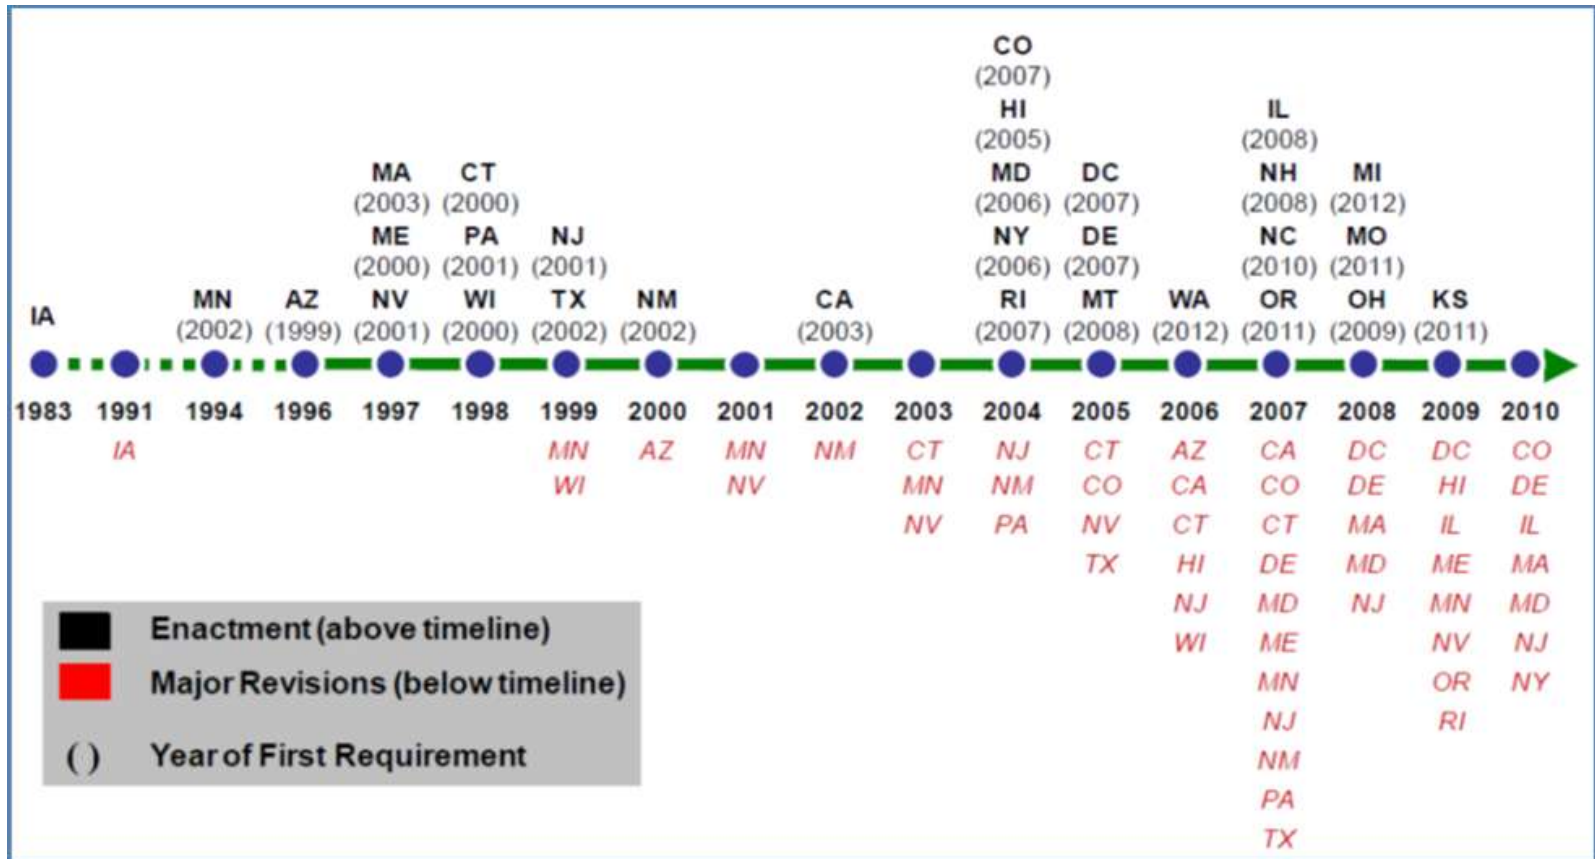 CO
(2007)
HI IL
(2005) (2008)
MA CT MD DC NH MI
(2003) (2000) (2006) (2007) (2008) (2012)
ME PA NJ NY DE NC MO
(2000) (2001) (2001) (2006) (2007) (2010) (2011)
IA MN AZ NV WI TX NM CA RI MT WA OR OH KS
(2002) (1999) (2001) (2000) (2002) (2002) (2003) (2007) (2008) (2012) (2011) (2009) (2011)
1983 1991 1994 1996 1997 1998 1999 2000 2001 2002 2003 2004 2005 2006 2007 2008 2009 2010
IA MN AZ MN NM CT NJ CT AZ CA DC DC CO
WI NV MN NM CO CA CO DE HI DE
NV PA NV CT CT MA IL IL
TX HI DE MD ME MA
NJ MD NJ MN MD
WI ME NV NJ
MN OR NY
NJ RI
NM
PA
TX
Enactment (above timeline)
Major Revisions (below timeline)
( ) Year of First Requirement